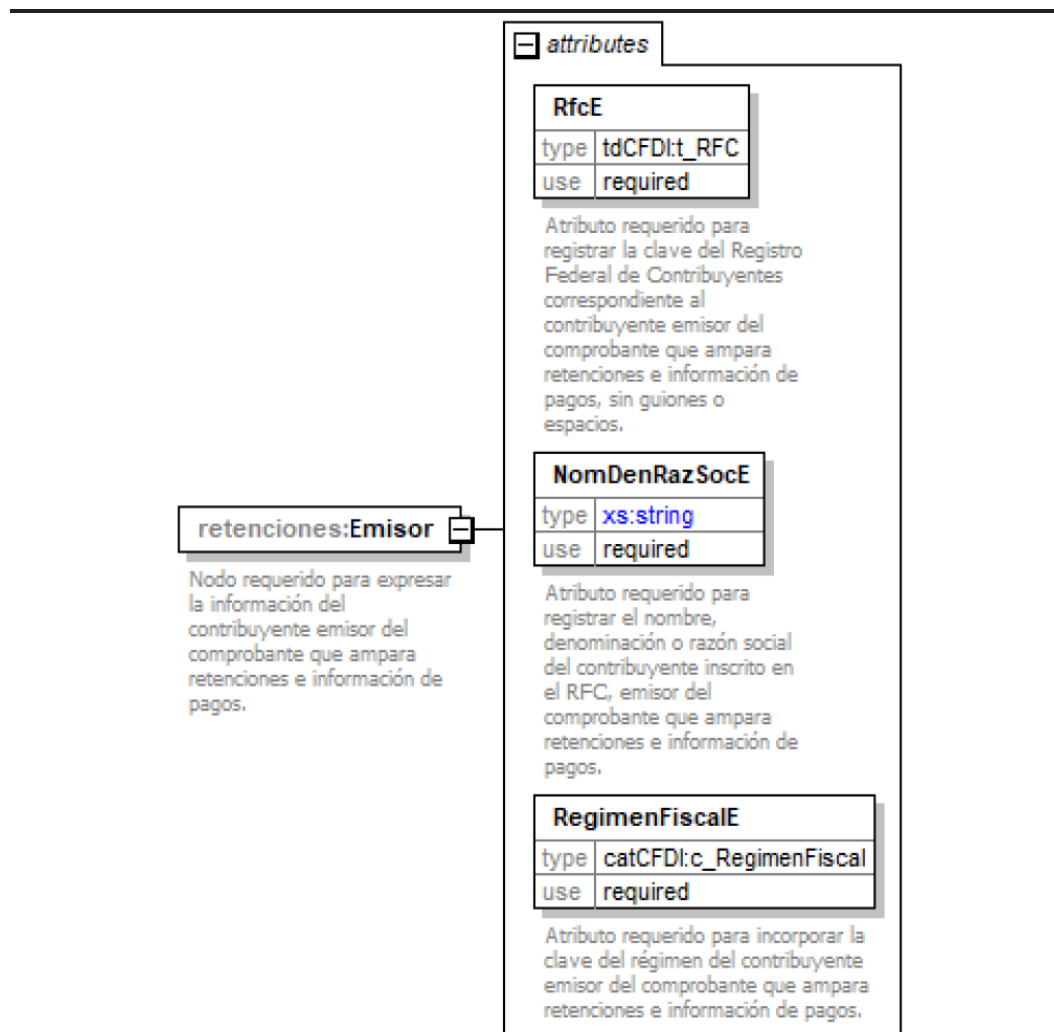 attributes
RfcE
type tdCFDI:t_RFC
use required
Atributo requerido para
registrar la clave del Registro
Federal de Contribuyentes
correspondiente al
contribuyente emisor del
comprobante que ampara
retenciones e información de
pagos, sin guiones o
espacios.
NomDenRazSocE
type xs:string
use required
Atributo requerido para
registrar el nombre,
denominación o razón social
del contribuyente inscrito en
el RFC, emisor del
comprobante que ampara
retenciones e información de
pagos.
retenciones:Emisor
Nodo requerido para expresar
la información del
contribuyente emisor del
comprobante que ampara
retenciones e información de
pagos.
RegimenFiscalE
type catCFDI:c_RegimenFiscal
use required
Atributo requerido para incorporar la
clave del régimen del contribuyente
emisor del comprobante que ampara
retenciones e información de pagos.